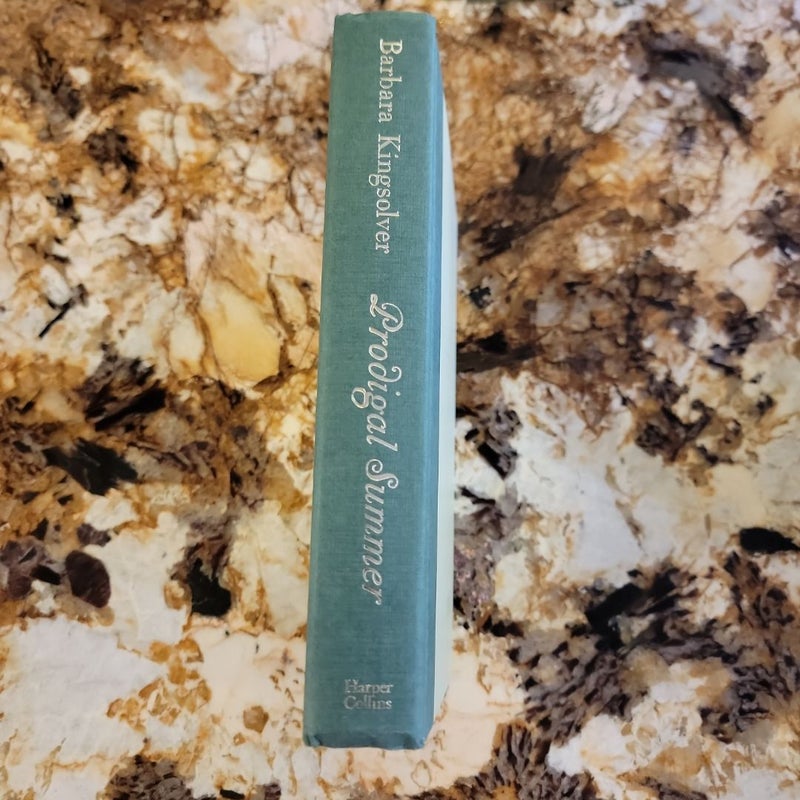 Barbara Kingsolver
Prodigal Summer
Harper
Collins